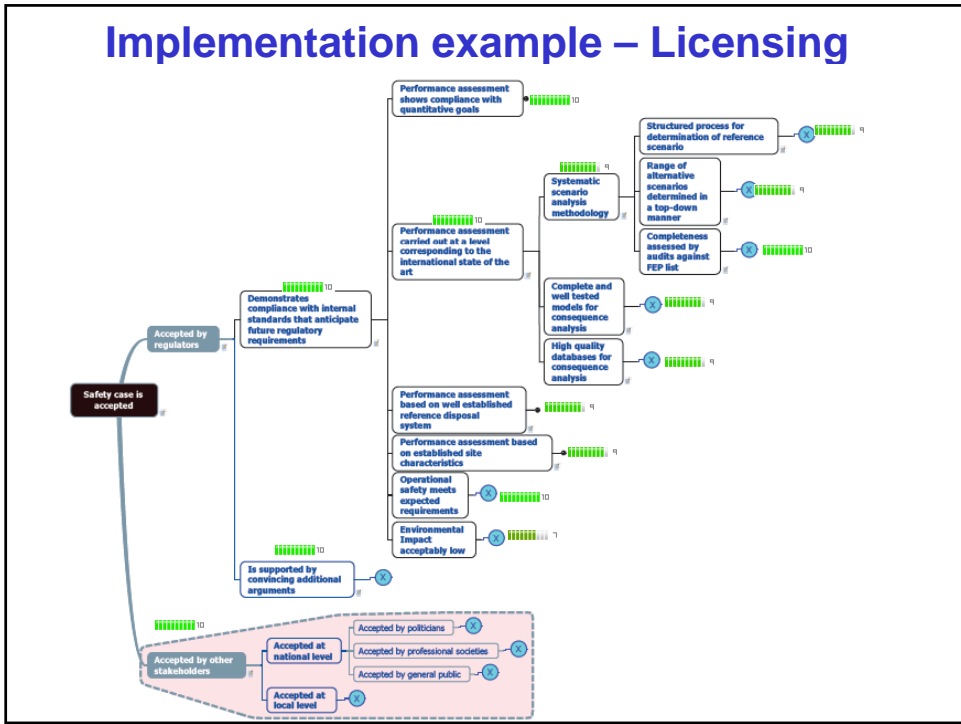 Implementation example – Licensing
Performance assessment
shows compliance with
quantitative goals
10
Structured process for
determination of reference
scenario
X
9
9
Systematic
scenario
analysis
methodology
Range of
alternative
scenarios
determined in
a top-down
manner
X
9
Completeness
assessed by
audits against
FEP list
X
10
10
Performance assessment
carried out at a level
corresponding to the
international state of the
art
Complete and
well tested
models for
consequence
analysis
X
9
High quality
databases for
consequence
analysis
X
9
10
Demonstrates
compliance with internal
standards that anticipate
future regulatory
requirements
Accepted by
regulators
Safety case is
accepted
Performance assessment
based on well established
reference disposal
system
9
Performance assessment based
on established site
characteristics
9
Operational
safety meets
expected
requirements
X
10
Environmental
Impact
acceptably low
X
7
10
Is supported by
convincing additional
arguments
X
10
Accepted by other
stakeholders
Accepted at
national level
Accepted by politicians
X
Accepted by professional societies
X
Accepted by general public
X
Accepted at
local level
X